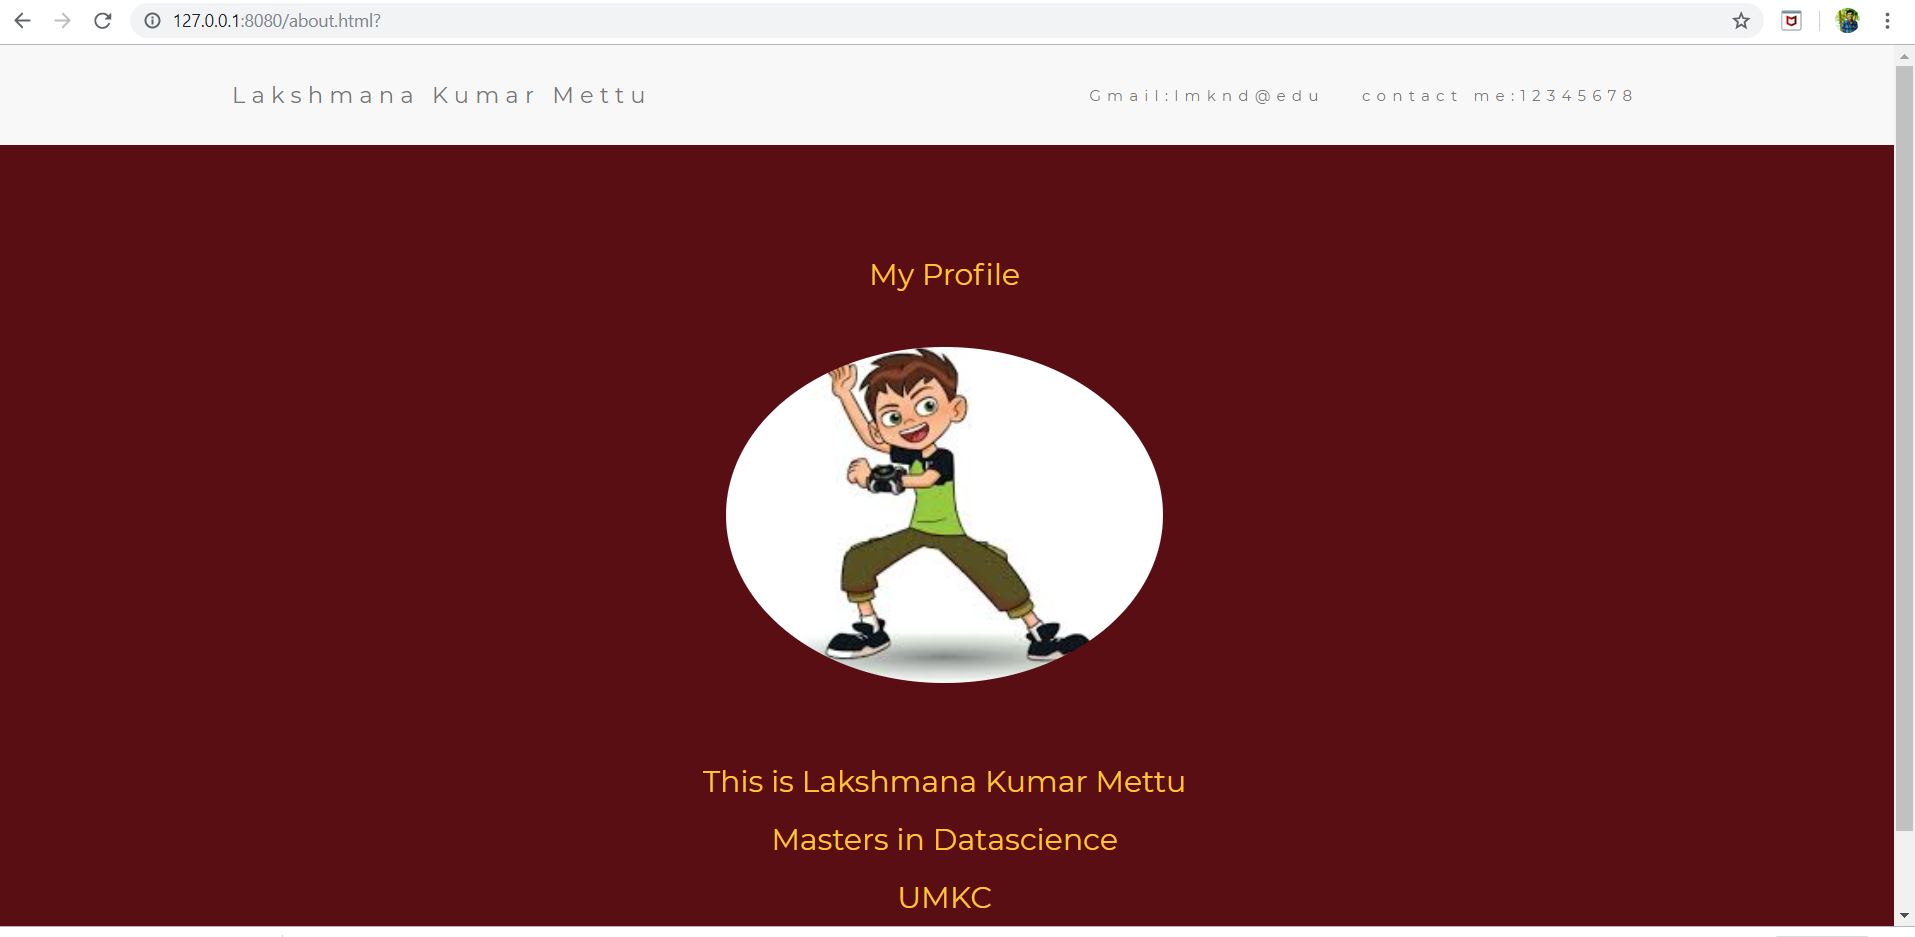 127.0.0.1:8080/about.html?
Lakshmana Kumar Mettu
Gmail:lmknd@edu contact me:12345678
My Profile
This is Lakshmana Kumar Mettu
Masters in Datascience
UMKC